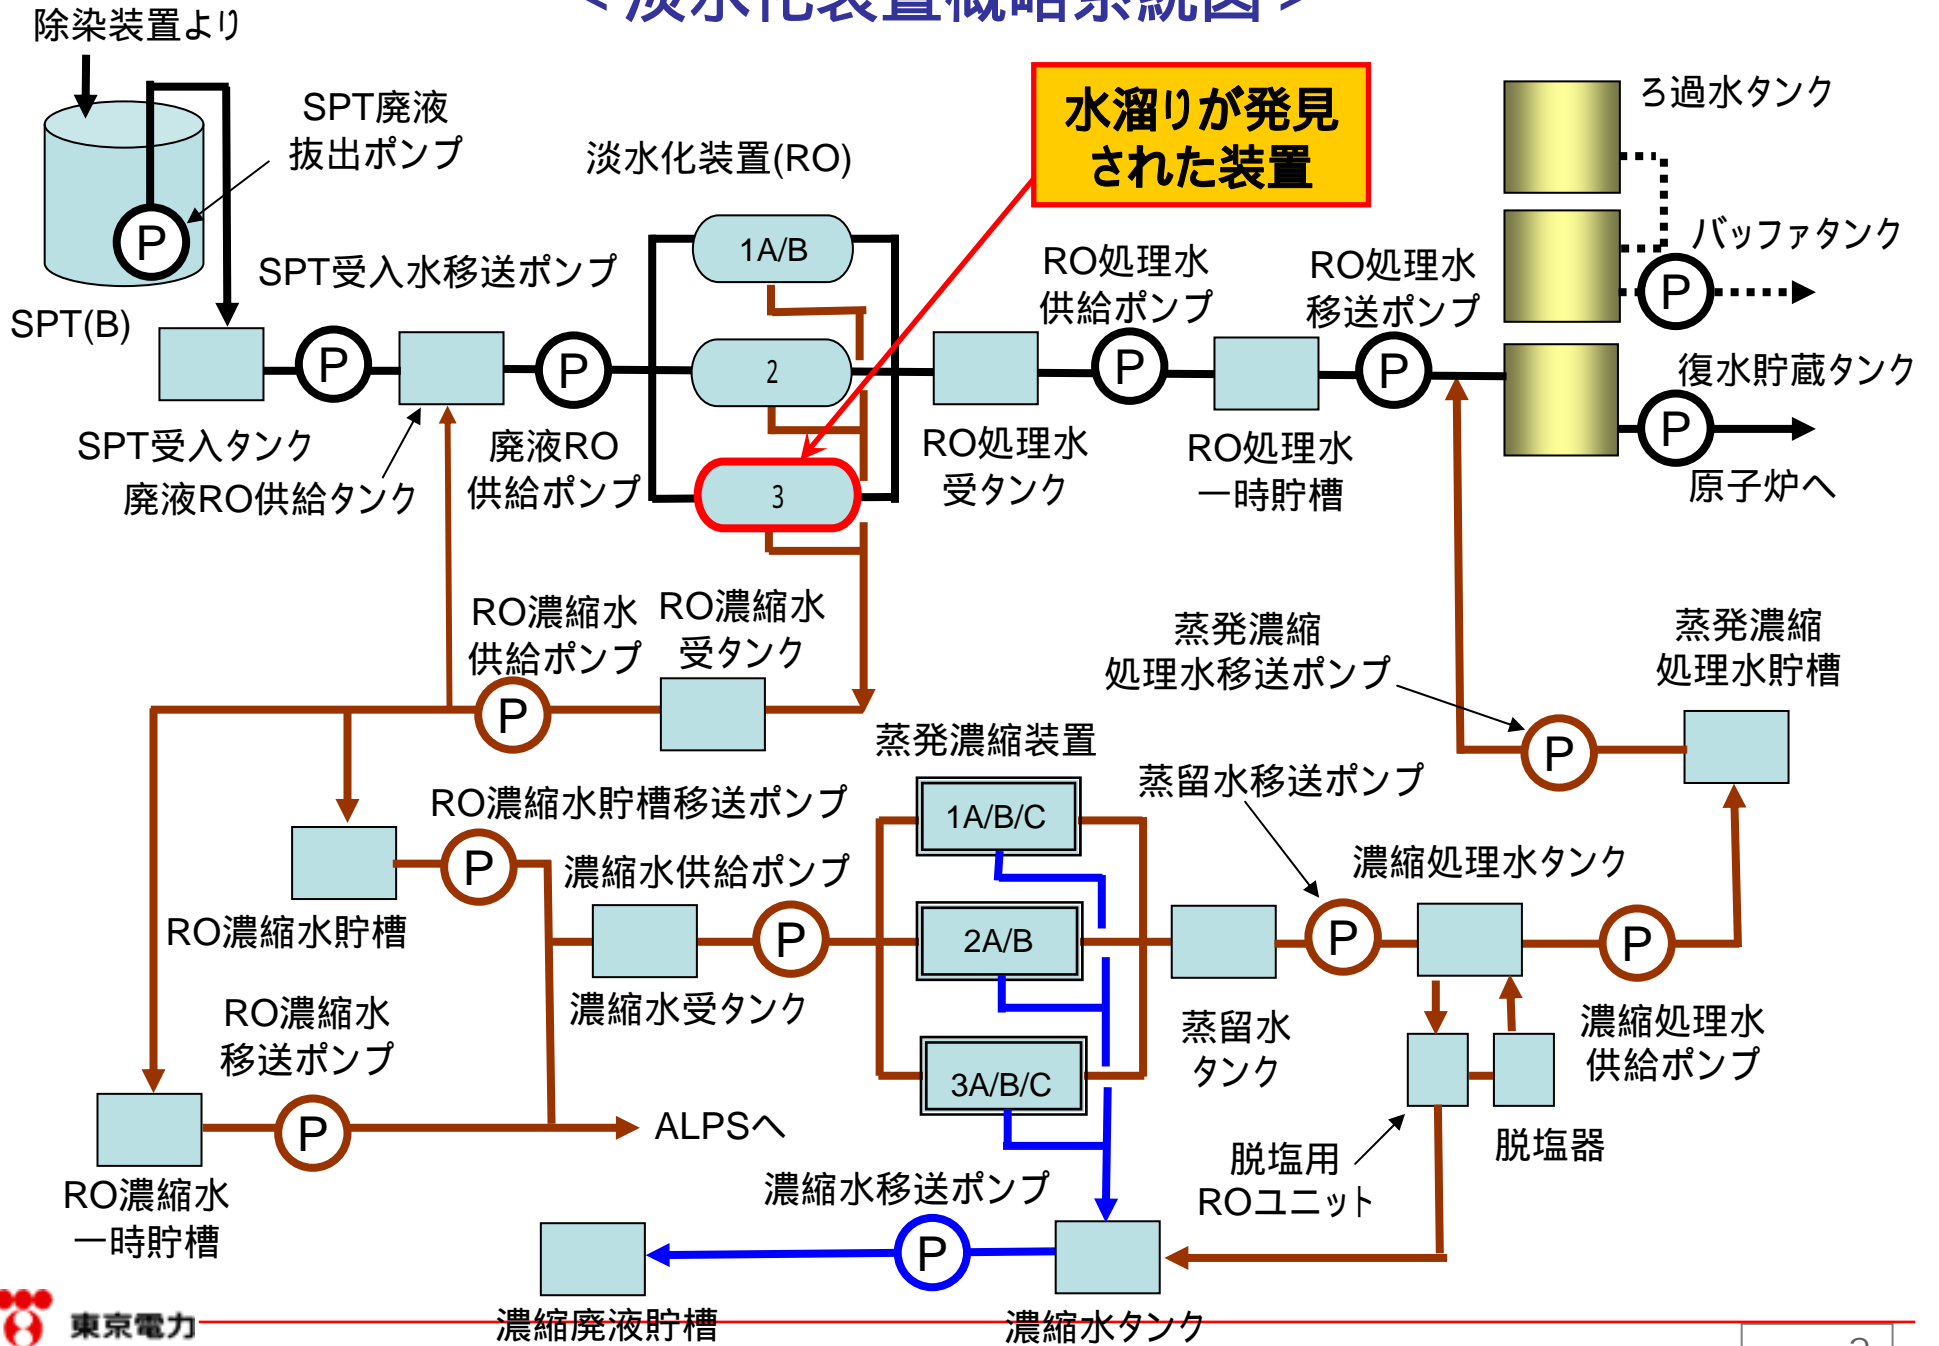 <淡水化装置概略系統図>
除染装置より
SPT廃液
抜出ポンプ
P
SPT(B)
SPT受入水移送ポンプ
P
SPT受入タンク
廃液RO供給タンク
P
廃液RO
供給ポンプ
淡水化装置(RO)
1A/B
2
3
水溜りが発見
された装置
RO処理水
受タンク
RO処理水
供給ポンプ
P
RO処理水
一時貯槽
RO処理水
移送ポンプ
P
ろ過水タンク
バッファタンク
P
復水貯蔵タンク
P
原子炉へ
RO濃縮水
供給ポンプ
P
RO濃縮水
受タンク
蒸発濃縮
処理水移送ポンプ
P
蒸発濃縮
処理水貯槽
RO濃縮水貯槽移送ポンプ
P
RO濃縮水貯槽
濃縮水供給ポンプ
P
濃縮水受タンク
蒸発濃縮装置
1A/B/C
2A/B
3A/B/C
蒸留水移送ポンプ
P
蒸留水
タンク
濃縮処理水タンク
P
濃縮処理水
供給ポンプ
RO濃縮水
移送ポンプ
P
ALPSへ
RO濃縮水
一時貯槽
脱塩用
ROユニット
脱塩器
濃縮水移送ポンプ
P
濃縮廃液貯槽
濃縮水タンク
東京電力